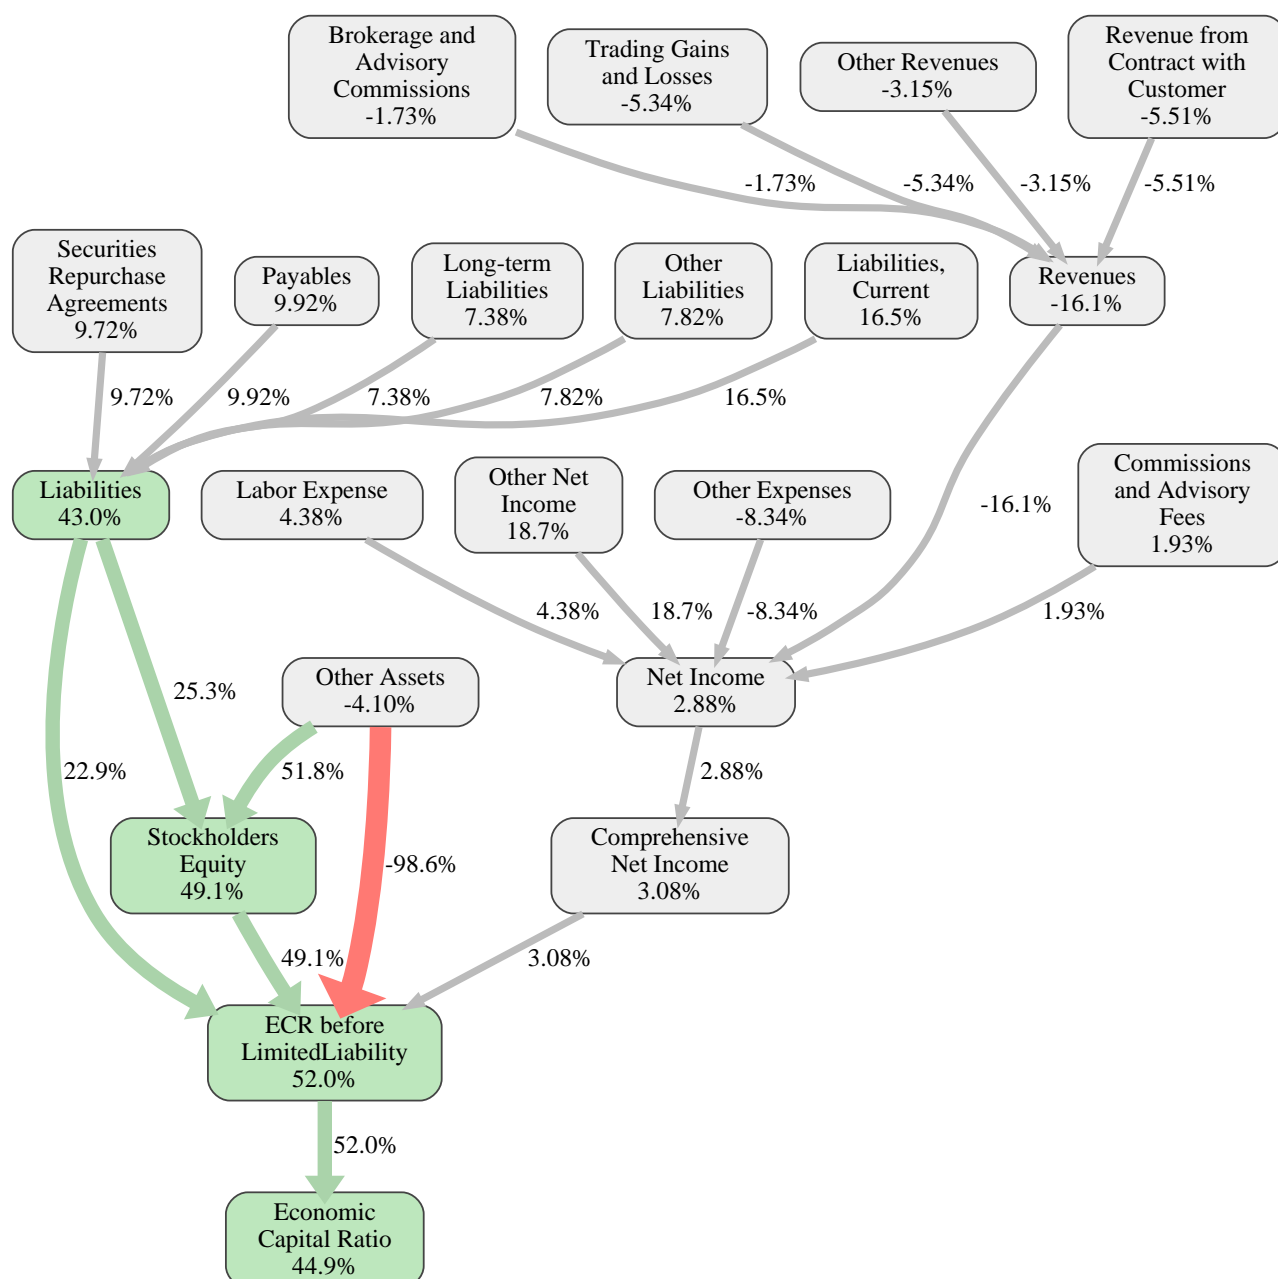 Brokerage and
Advisory
Commissions
-1.73%
Trading Gains
and Losses
-5.34%
Other Revenues
-3.15%
Revenue from
Contract with
Customer
-5.51%
-1.73%
-5.34%
-3.15%
-5.51%
Securities
Repurchase
Agreements
9.72%
Payables
9.92%
Long-term
Liabilities
7.38%
Other
Liabilities
7.82%
Liabilities,
Current
16.5%
Revenues
-16.1%
9.72%
9.92%
7.38%
7.82%
16.5%
Liabilities
43.0%
Labor Expense
4.38%
Other Net
Income
18.7%
Other Expenses
-8.34%
-16.1%
Commissions
and Advisory
Fees
1.93%
4.38%
18.7%
-8.34%
1.93%
25.3%
Other Assets
-4.10%
Net Income
2.88%
22.9%
51.8%
2.88%
Stockholders
Equity
49.1%
-98.6%
Comprehensive
Net Income
3.08%
49.1%
3.08%
ECR before
LimitedLiability
52.0%
52.0%
Economic
Capital Ratio
44.9%